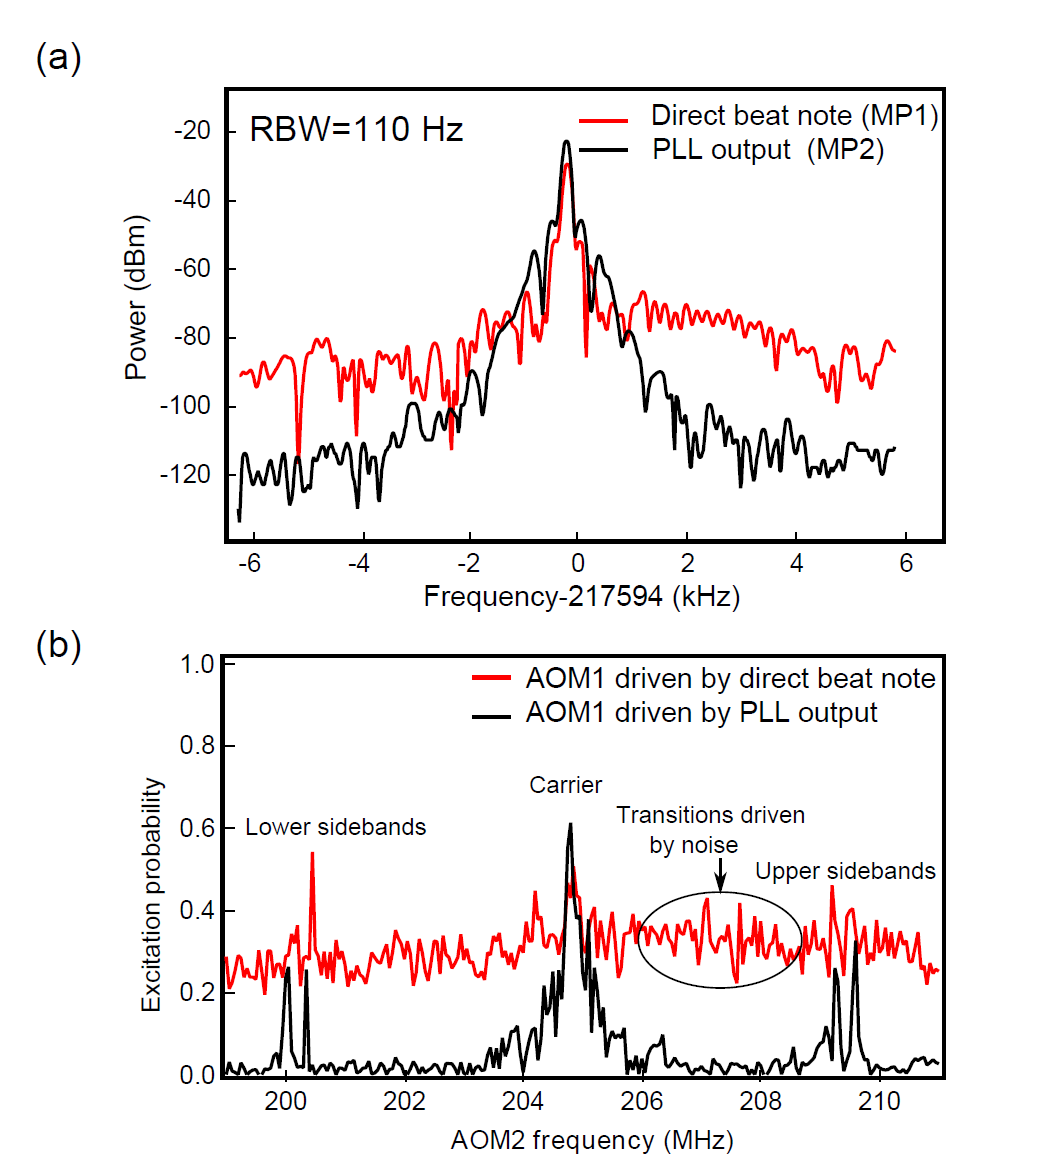 (a)
RBW=110 Hz
Direct beat note (MP1)
PLL output (MP2)
Power (dBm)
-20
-40
-60
-80
-100
-120
-6
-4
-2
0
2
4
6
Frequency-217594 (kHz)
(b)
AOM1 driven by direct beat note
AOM1 driven by PLL output
Excitation probability
1.0
0.8
0.6
0.4
0.2
0.0
Carrier
Lower sidebands
Transitions driven
by noise
Upper sidebands
200
202
204
206
208
210
AOM2 frequency (MHz)